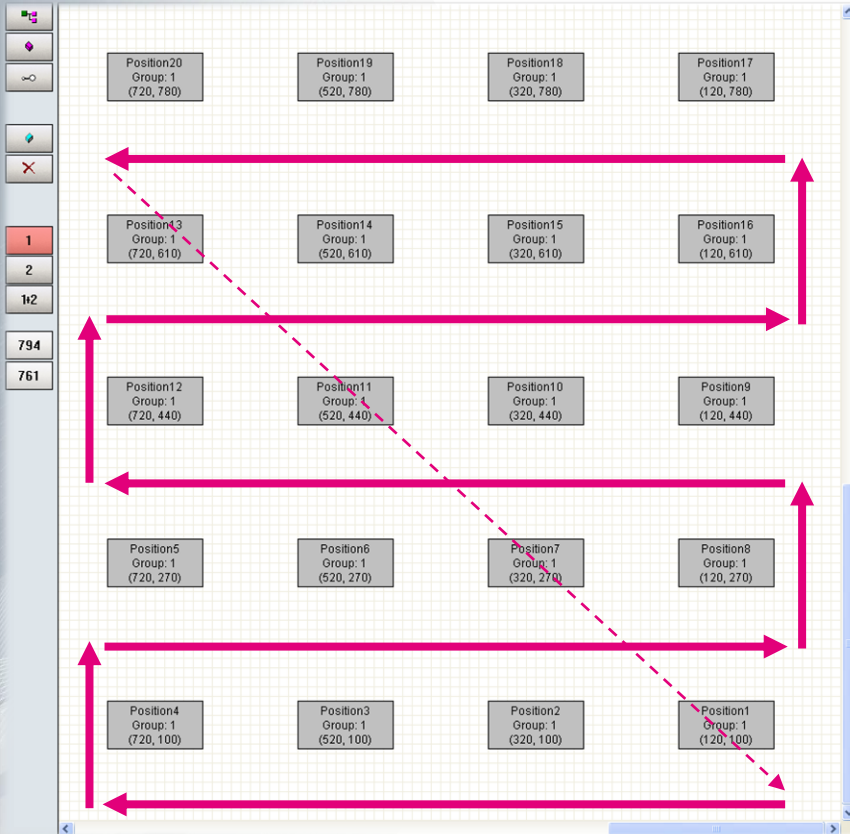 Position20
Group: 1
(720, 780)
Position19
Group: 1
(520, 780)
Position18
Group: 1
(320, 780)
Position17
Group: 1
(120, 780)
Position13
Group: 1
(720, 610)
Position14
Group: 1
(520, 610)
Position15
Group: 1
(320, 610)
Position16
Group: 1
(120, 610)
1
2
1+2
794
761
Position12
Group: 1
(720, 440)
Position11
Group: 1
(520, 440)
Position10
Group: 1
(320, 440)
Position9
Group: 1
(120, 440)
Position5
Group: 1
(720, 270)
Position6
Group: 1
(520, 270)
Position7
Group: 1
(320, 270)
Position8
Group: 1
(120, 270)
Position4
Group: 1
(720, 100)
Position3
Group: 1
(520, 100)
Position2
Group: 1
(320, 100)
Position1
Group: 1
(120, 100)